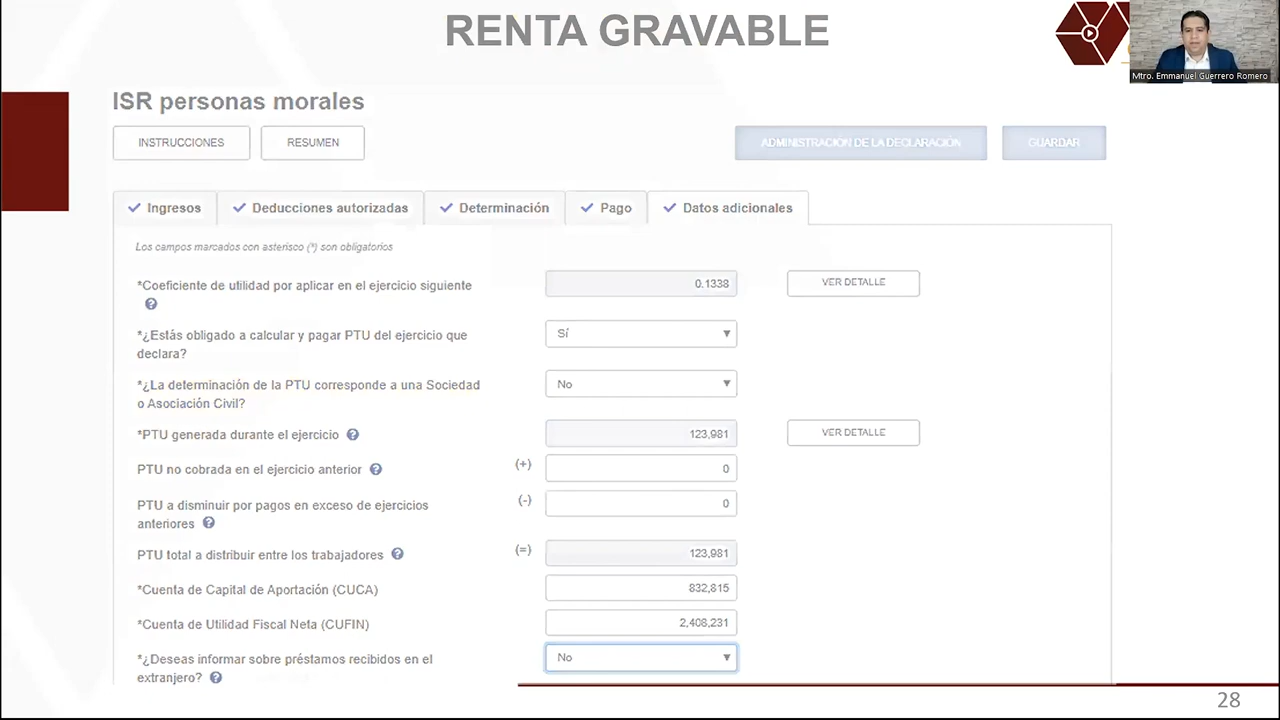 RENTA GRAVABLE
Mtro. Emmanuel Guerrero Romero
ISR personas morales
INSTRUCCIONES
RESUMEN
ADMINISTRACIÓN DE LA DECLARACIÓN
GUARDAR
Ingresos
Deducciones autorizadas
Determinación
Pago
Datos adicionales
Los campos marcados con asterisco (*) son obligatorios
*Coeficiente de utilidad por aplicar en el ejercicio siguiente
0.1338
VER DETALLE
*¿Estás obligado a calcular y pagar PTU del ejercicio que
declara?
Sí
*¿La determinación de la PTU corresponde a una Sociedad
o Asociación Civil?
No
*PTU generada durante el ejercicio
123,981
VER DETALLE
PTU no cobrada en el ejercicio anterior
(+)
0
PTU a disminuir por pagos en exceso de ejercicios
anteriores
(-)
0
PTU total a distribuir entre los trabajadores
(=)
123,981
*Cuenta de Capital de Aportación (CUCA)
832,815
*Cuenta de Utilidad Fiscal Neta (CUFIN)
2,408,231
*¿Deseas informar sobre préstamos recibidos en el
extranjero?
No
28